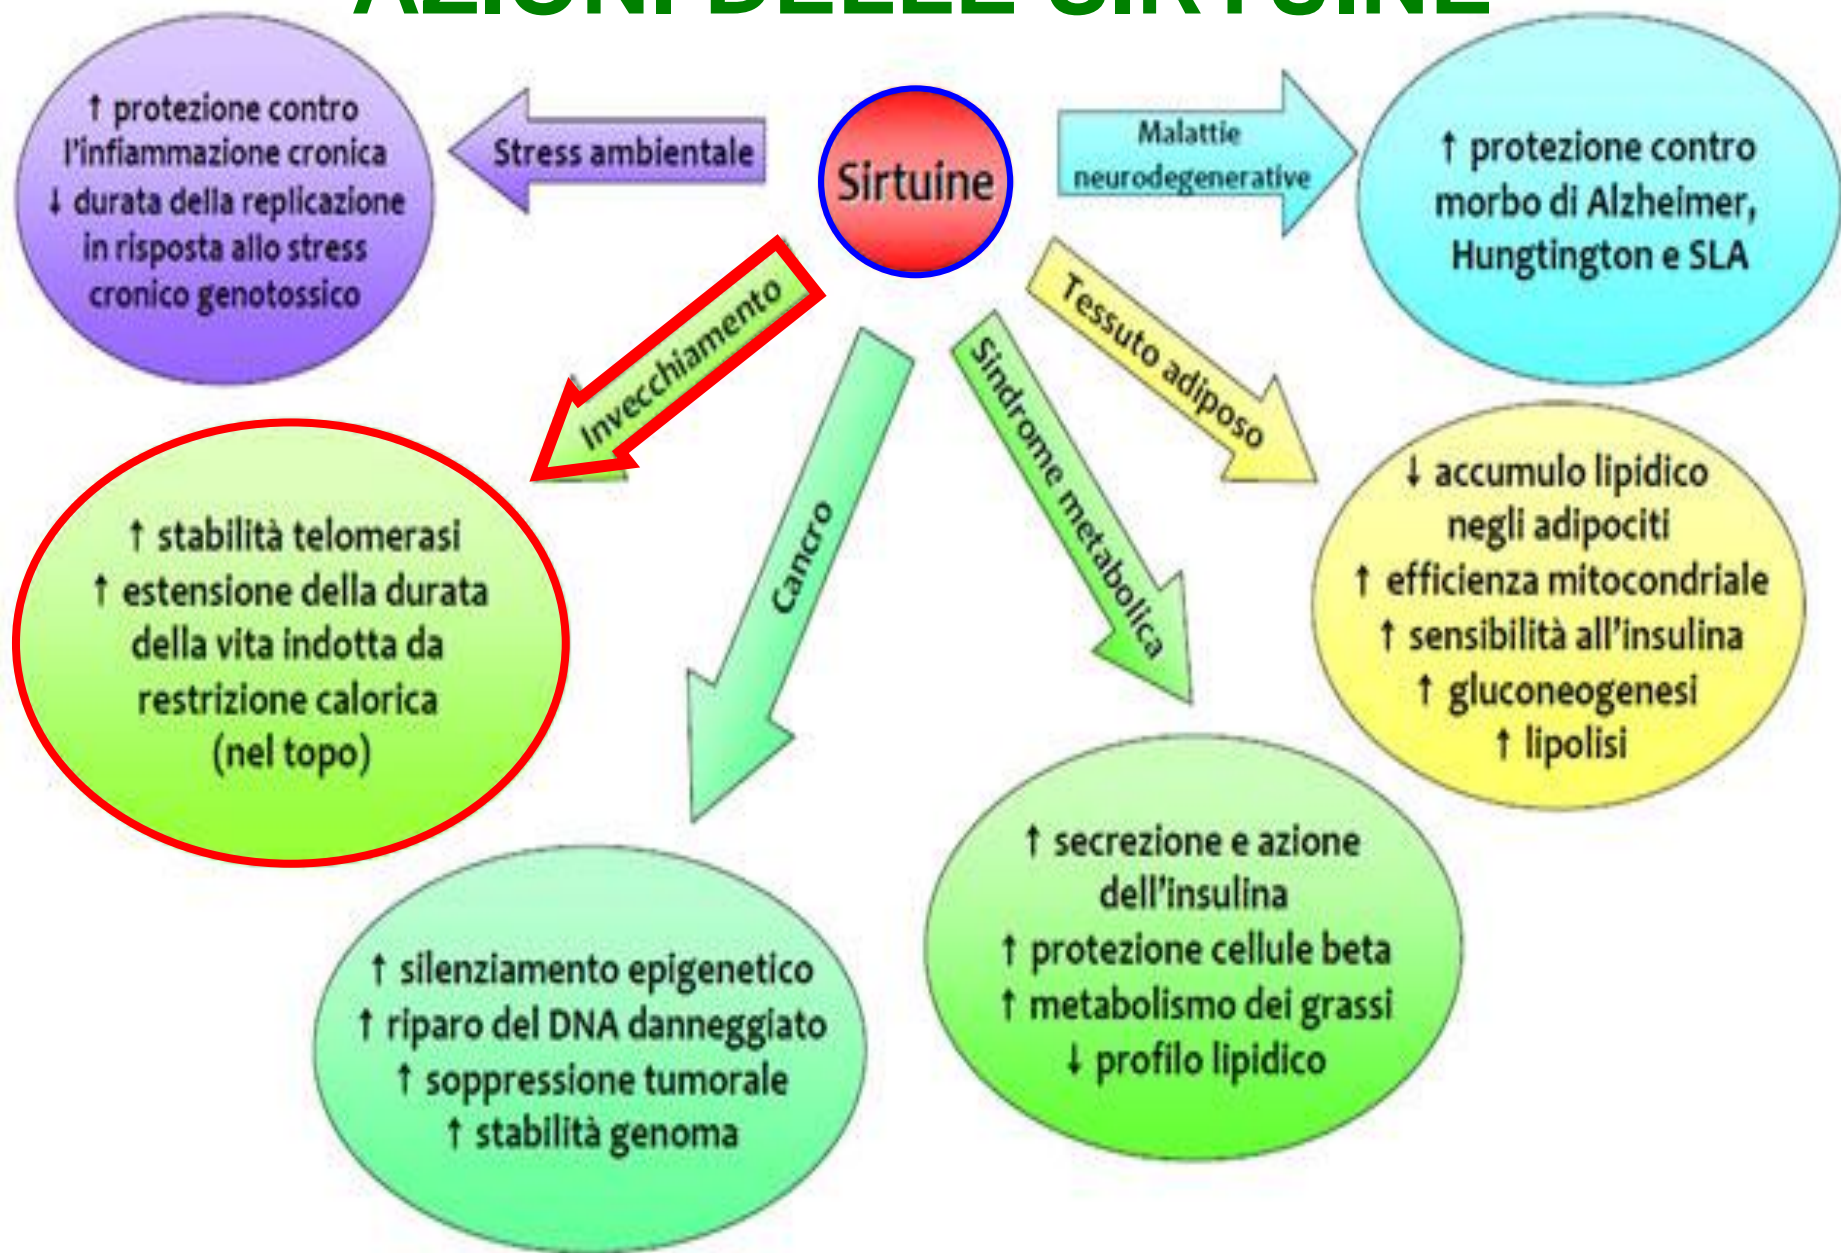 AZIONI DELLE SIRTUINE
↑ protezione contro
l'infiammazione cronica
↓ durata della replicazione
in risposta allo stress
cronico genotossico
Stress ambientale
Sirtuine
Malattie
neurodegenerative
↑ protezione contro
morbo di Alzheimer,
Hungtington e SLA
Invecchiamento
↑ stabilità telomerasi
↑ estensione della durata
della vita indotta da
restrizione calorica
(nel topo)
Cancro
↑ silenziamento epigenetico
↑ riparo del DNA danneggiato
↑ soppressione tumorale
↑ stabilità genoma
Sindrome metabolica
↑ secrezione e azione
dell'insulina
↑ protezione cellule beta
↑ metabolismo dei grassi
↓ profilo lipidico
Tessuto adiposo
↓ accumulo lipidico
negli adipociti
↑ efficienza mitocondriale
↑ sensibilità all'insulina
↑ gluconeogenesi
↑ lipolisi